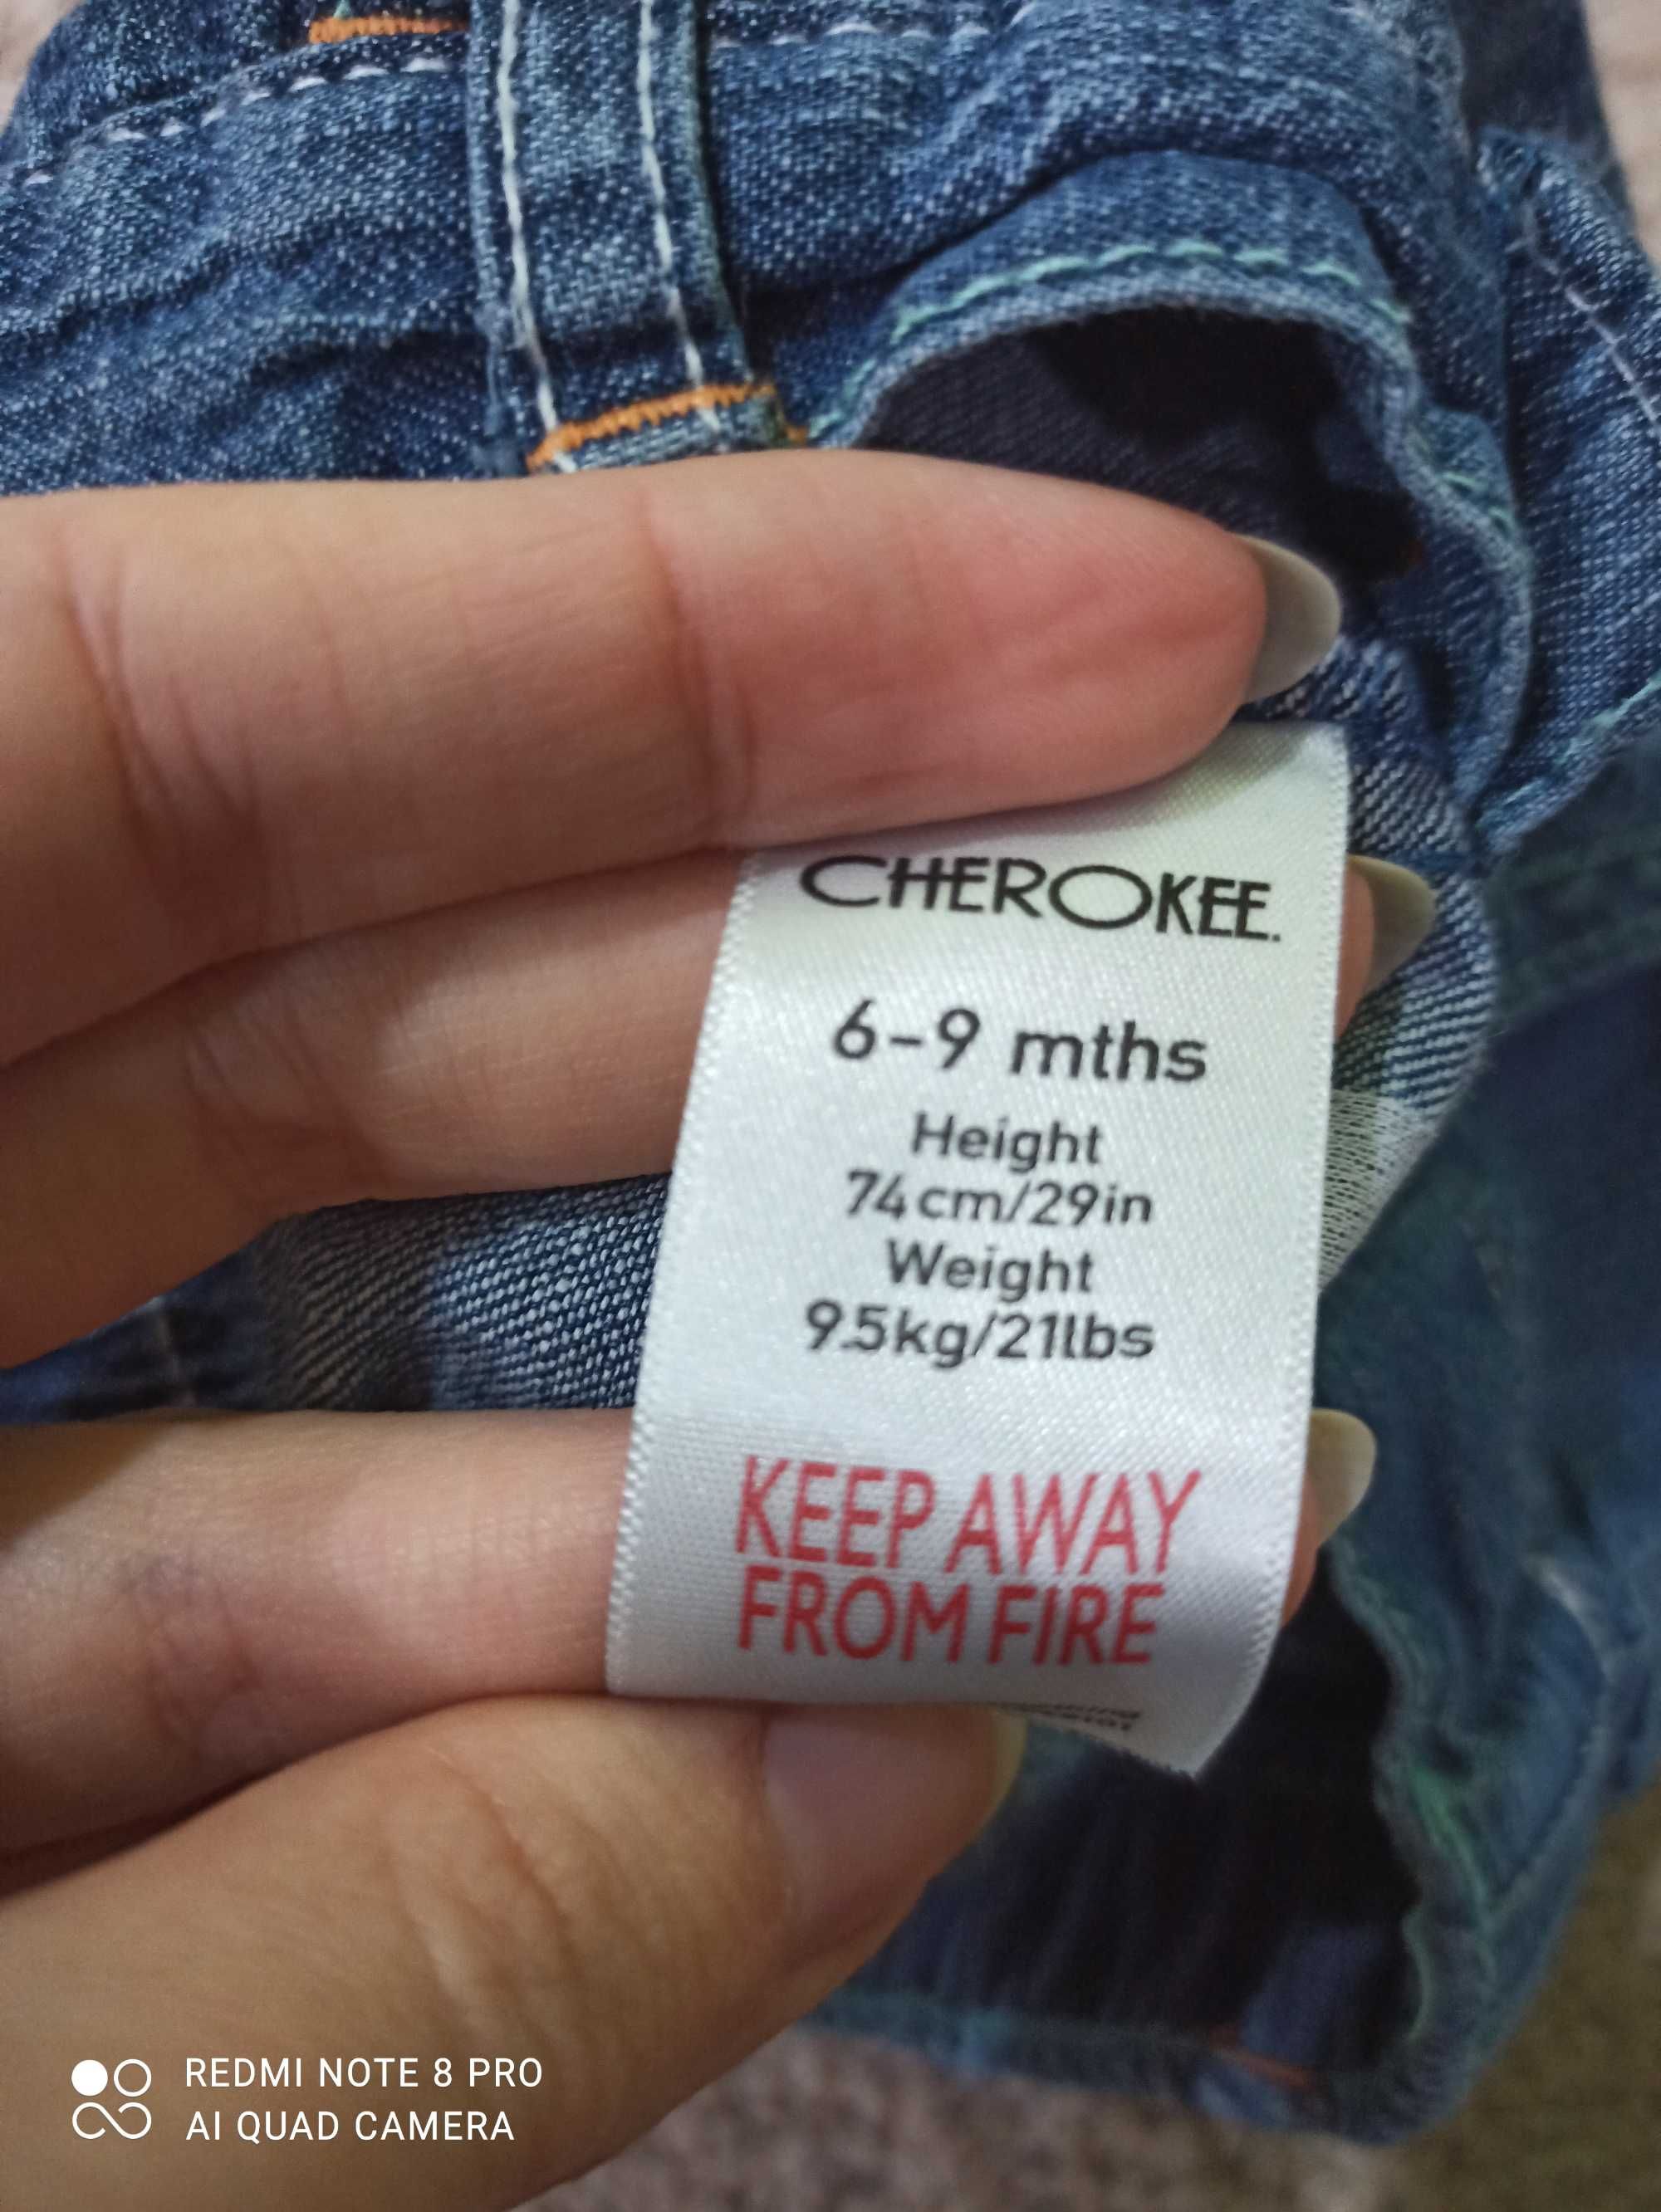 CHEROKEE.
6-9 mths
Height
74cm/29in
Weight
9.5kg/21lbs
KEEP AWAY
FROM FIRE
REDMI NOTE 8 PRO
AI QUAD CAMERA